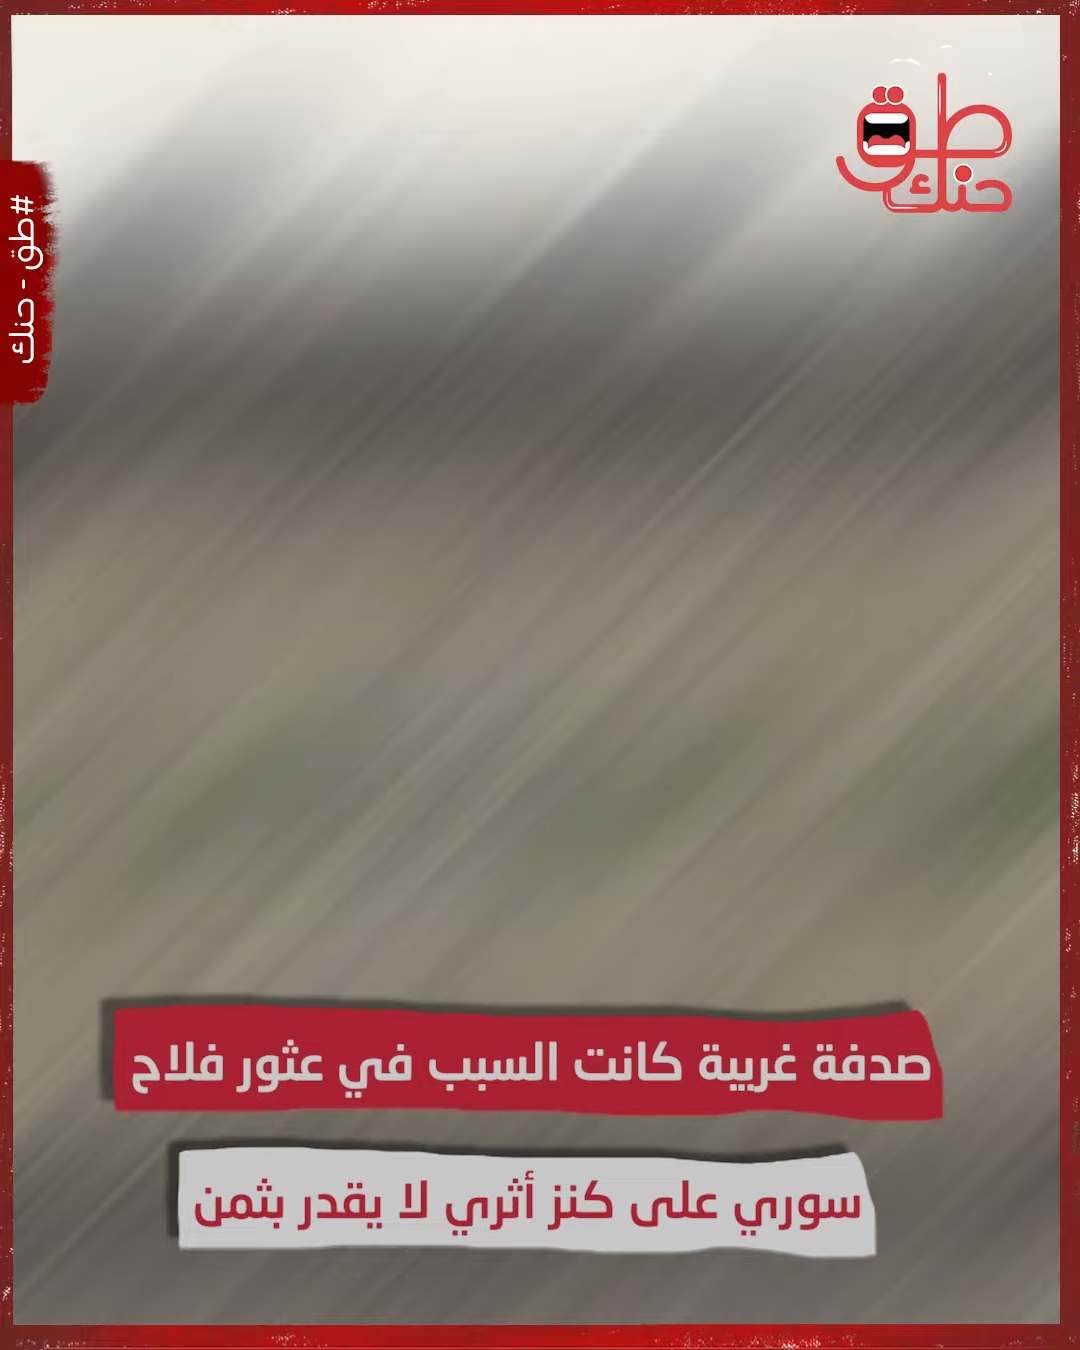 طق
حنك
#طق - حنك
صدفة غريبة كانت السبب في عثور فلاح
سوري على كنز أثري لا يقدر بثمن